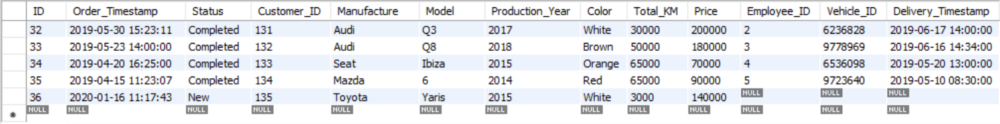 ID Order_Timestamp Status Customer_ID Manufacture Model Production_Year Color Total_KM Price Employee_ID Vehicle_ID Delivery_Timestamp
32 2019-05-30 15:23:11 Completed 131 Audi Q3 2017 White 30000 200000 2 6236828 2019-06-17 14:00:00
33 2019-05-23 14:00:00 Completed 132 Audi Q8 2018 Brown 50000 180000 3 9778969 2019-06-16 14:34:00
34 2019-04-20 16:25:00 Completed 133 Seat Ibiza 2015 Orange 65000 70000 4 6536098 2019-05-20 13:00:00
35 2019-04-15 11:23:07 Completed 134 Mazda 6 2014 Red 65000 90000 5 9723640 2019-05-10 08:30:00
36 2020-01-16 11:17:43 New 135 Toyota Yaris 2015 White 3000 140000 NULL NULL NULL
NULL NULL NULL NULL NULL NULL NULL NULL NULL NULL NULL NULL NULL